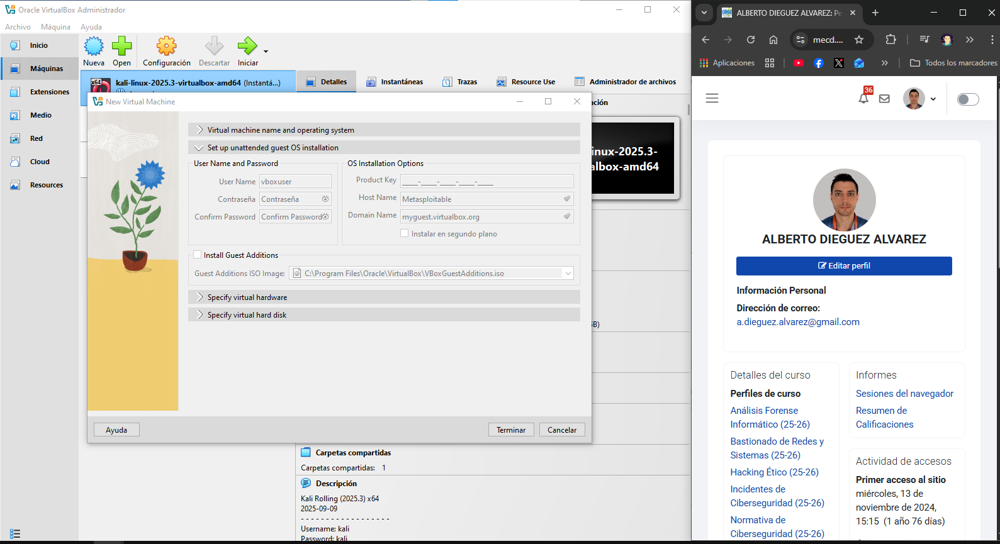 Oracle VirtualBox Administrador
Archivo Máquina Ayuda
Inicio
Máquinas
Extensiones
Medio
Red
Cloud
Resources
Nueva Open Configuración Descartar Iniciar
x64 kali-linux-2025.3-virtualbox-amd64 (Instantá...)
Detalles Instantáneas Trazas Resource Use Administrador de archivos
ación
inux-2025.3-
albox-amd64
GB)
New Virtual Machine
Virtual machine name and operating system
Set up unattended guest OS installation
User Name and Password
User Name vboxuser
Contraseña Contraseña
Confirm Password Confirm Password
OS Installation Options
Product Key ____-____-____-____-____
Host Name Metasploitable
Domain Name myguest.virtualbox.org
Instalar en segundo plano
Install Guest Additions
Guest Additions ISO Image: C:\Program Files\Oracle\VirtualBox\VBoxGuestAdditions.iso
Specify virtual hardware
Specify virtual hard disk
Ayuda Terminar Cancelar
Carpetas compartidas
Carpetas compartidas: 1
Descripción
Kali Rolling (2025.3) x64
2025-09-09
- - - - - - - - - - - - - - - - - -
Username: kali
Password: kali
ALBERTO DIEGUEZ ALVAREZ: Pe
mecd....
Aplicaciones
Todos los marcadores
36
ALBERTO DIEGUEZ ALVAREZ
Editar perfil
Información Personal
Dirección de correo:
a.dieguez.alvarez@gmail.com
Detalles del curso
Perfiles de curso
Análisis Forense
Informático (25-26)
Bastionado de Redes y
Sistemas (25-26)
Hacking Ético (25-26)
Incidentes de
Ciberseguridad (25-26)
Normativa de
Ciberseguridad (25-26)
Informes
Sesiones del navegador
Resumen de
Calificaciones
Actividad de accesos
Primer acceso al sitio
miércoles, 13 de
noviembre de 2024,
15:15 (1 año 76 días)